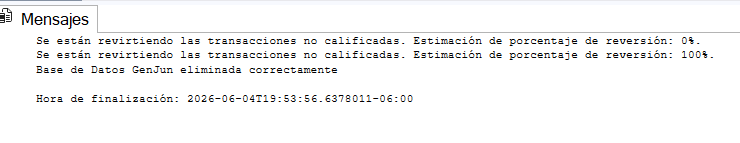 Mensajes
Se están revirtiendo las transacciones no calificadas. Estimación de porcentaje de reversión: 0%.
Se están revirtiendo las transacciones no calificadas. Estimación de porcentaje de reversión: 100%.
Base de Datos GenJun eliminada correctamente
Hora de finalización: 2026-06-04T19:53:56.6378011-06:00